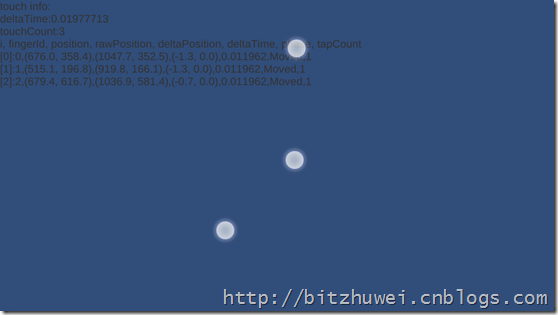 touch info:
deltaTime:0.01977713
touchCount:3
i, fingerId, position, rawPosition, deltaPosition, deltaTime, tapCount
[0]:0,(676.0, 358.4),(1047.7, 352.5),(-1.3, 0.0),0.011962,Moved,1
[1]:1,(515.1, 196.8),(919.8, 166.1),(-1.3, 0.0),0.011962,Moved,1
[2]:2,(679.4, 616.7),(1036.9, 581.4),(-0.7, 0.0),0.011962,Moved,1
http://bitzhuwei.cnblogs.com